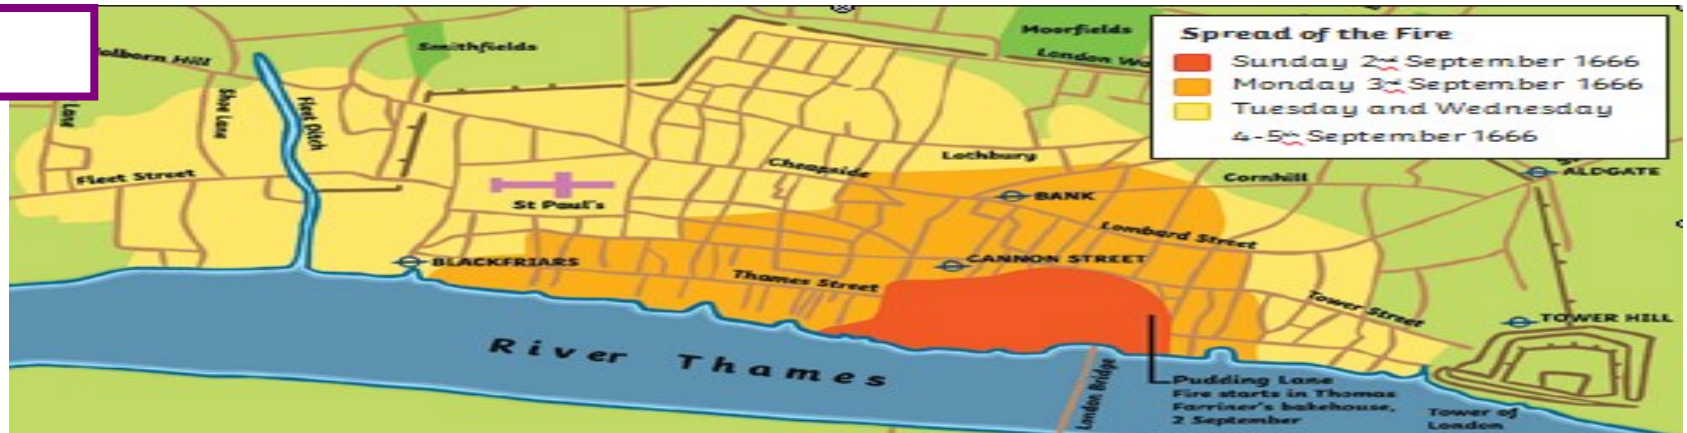 Spread of the Fire
Sunday 2nd September 1666
Monday 3rd September 1666
Tuesday and Wednesday
4-5th September 1666
Moorfields
London Wa
Smithfields
olborn Hill
Lane
Shoe Lane
Fleet Ditch
Fleet Street
Cheapside
Lothbury
Cornhill
ALDGATE
BANK
St Paul's
Lombard Street
BLACKFRIARS
CANNON STREET
Thames Street
Tower Street
TOWER HILL
River Thames
London Bridge
Pudding Lane
Fire starts in Thomas
Farriner's bakehouse,
2 September
Tower of
London